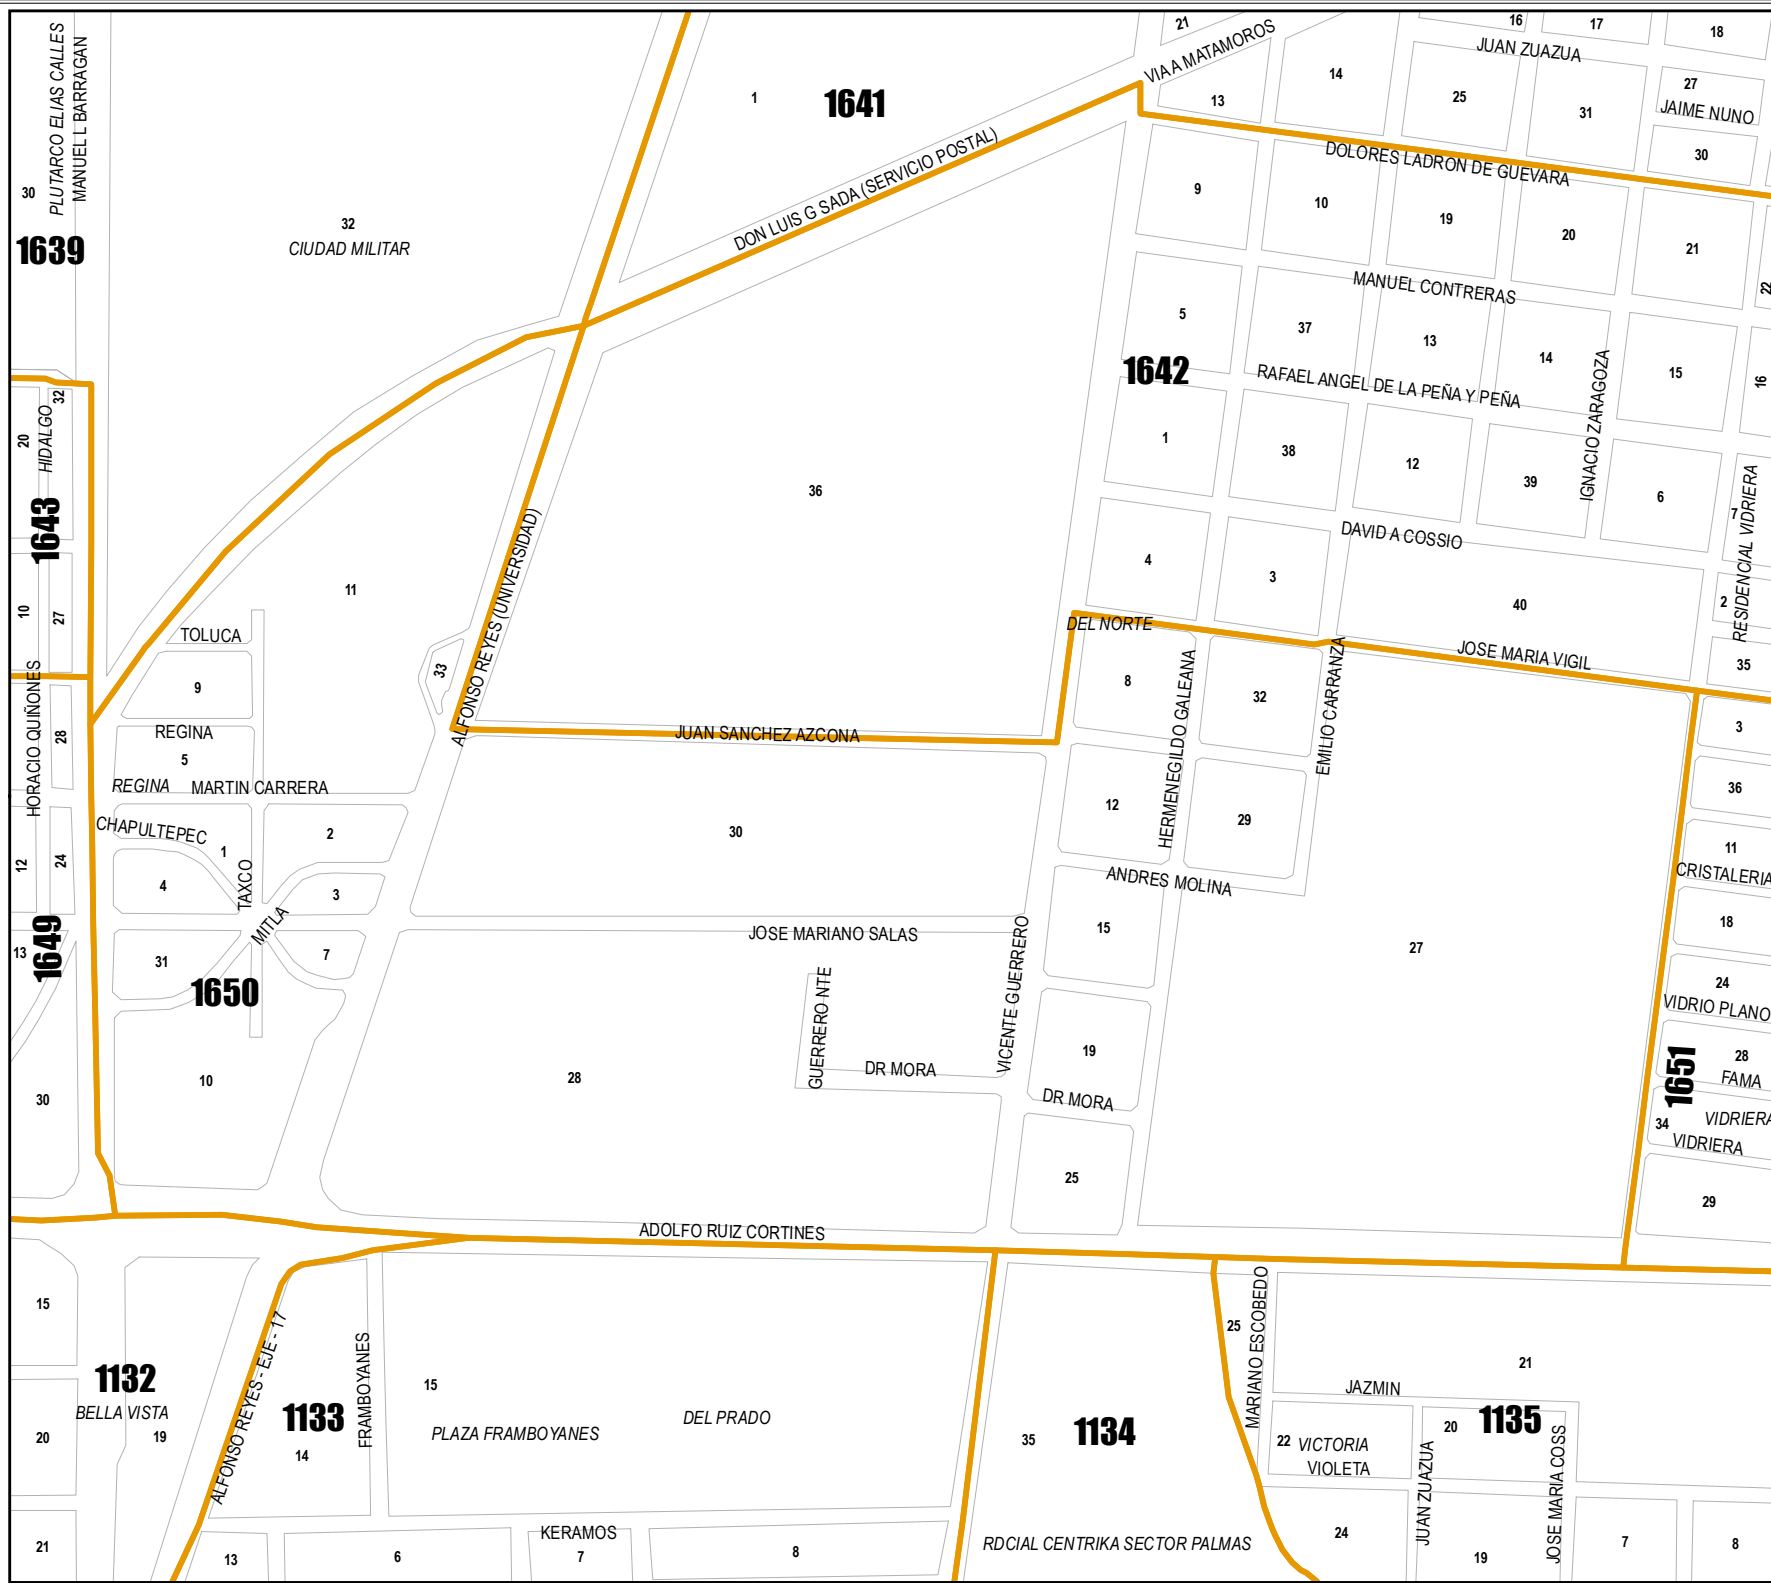 PLUTARCO ELIAS CALLES
MANUEL L BARRAGAN
30
1639
32
CIUDAD MILITAR
1
1641
DON LUIS G SADA (SERVICIO POSTAL)
VIA A MATAMOROS
21
13
14
16
17
18
JUAN ZUAZUA
25
31
27
JAIME NUNO
30
DOLORES LADRON DE GUEVARA
9
10
19
20
21
22
MANUEL CONTRERAS
5
37
13
14
15
16
1642
RAFAEL ANGEL DE LA PEÑA Y PEÑA
IGNACIO ZARAGOZA
1
38
12
39
6
7
RESIDENCIAL VIDRIERA
DAVID A COSSIO
4
3
40
2
35
DEL NORTE
JOSE MARIA VIGIL
36
ALFONSO REYES (UNIVERSIDAD)
32
20
HIDALGO
1643
10
27
11
TOLUCA
9
33
HORACIO QUIÑONES
28
REGINA
5
REGINA
MARTIN CARRERA
JUAN SANCHEZ AZCONA
8
32
HERMENEGILDO GALEANA
EMILIO CARRANZA
3
36
11
CRISTALERIA
CHAPULTEPEC
1
2
TAXCO
12
24
4
3
MITLA
30
12
29
ANDRES MOLINA
1649
13
31
7
1650
JOSE MARIANO SALAS
VICENTE GUERRERO
15
27
18
24
VIDRIO PLANO
28
FAMA
1651
34
VIDRIERA
VIDRIERA
29
30
10
28
GUERRERO NTE
DR MORA
19
DR MORA
25
ADOLFO RUIZ CORTINES
15
1132
BELLA VISTA
20
19
21
ALFONSO REYES - EJE - 17
1133
14
FRAMBOYANES
15
PLAZA FRAMBOYANES
DEL PRADO
13
6
KERAMOS
7
8
35
1134
RDCIAL CENTRIKA SECTOR PALMAS
25
MARIANO ESCOBEDO
21
JAZMIN
22
VICTORIA
VIOLETA
20
1135
JUAN ZUAZUA
JOSE MARIA COSS
24
19
7
8